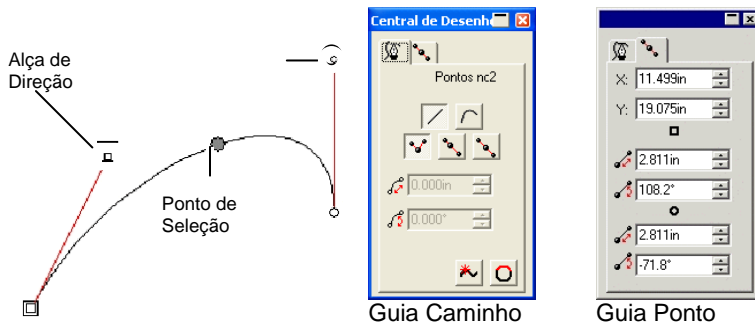 Alça de
Direção
Ponto de
Seleção
Central de Desenh
Pontos nc2
0.000in
0.000°
Guia Caminho
X: 11.499in
Y: 19.075in
2.811in
108.2°
2.811in
-71.8°
Guia Ponto